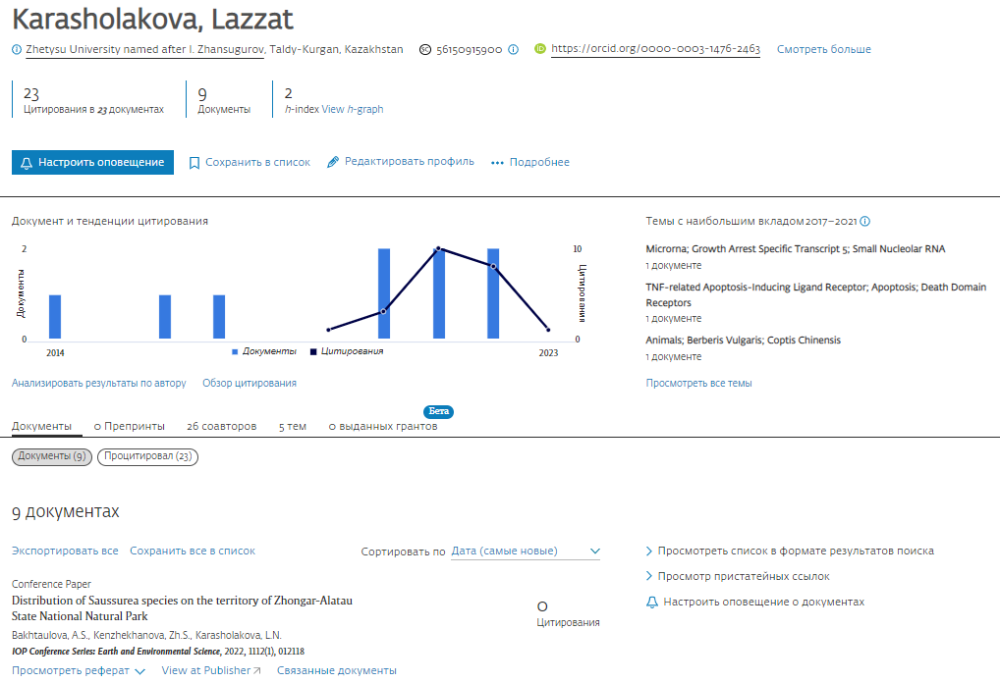 Karasholakova, Lazzat
Zhetysu University named after I. Zhansugurov, Taldy-Kurgan, Kazakhstan SC 56150915900 iD https://orcid.org/0000-0003-1476-2463 Смотреть больше
23 9 2
Цитирования в 23 документах Документы h-index View h-graph
Настроить оповещение Сохранить в список Редактировать профиль ••• Подробнее
Документ и тенденции цитирования
2 10
Документы
Цитирования
0 0
2014 2023
Документы Цитирования
Анализировать результаты по автору Обзор цитирования
Темы с наибольшим вкладом 2017–2021
Microrna; Growth Arrest Specific Transcript 5; Small Nucleolar RNA
1 документе
TNF-related Apoptosis-Inducing Ligand Receptor; Apoptosis; Death Domain
Receptors
1 документе
Animals; Berberis Vulgaris; Coptis Chinensis
1 документе
Просмотреть все темы
Бета
Документы 0 Препринты 26 соавторов 5 тем 0 выданных грантов
Документы (9) Процитировал (23)
9 документах
Экспортировать все Сохранить все в список Сортировать по Дата (самые новые)
Conference Paper
Distribution of Saussurea species on the territory of Zhongar-Alatau
State National Natural Park
Bakhtaulova, A.S., Kenzhekhanova, Zh.S., Karasholakova, L.N.
IOP Conference Series: Earth and Environmental Science, 2022, 1112(1), 012118
0
Цитирования
Просмотреть реферат View at Publisher Связанные документы
Просмотреть список в формате результатов поиска
Просмотр пристатейных ссылок
Настроить оповещение о документах